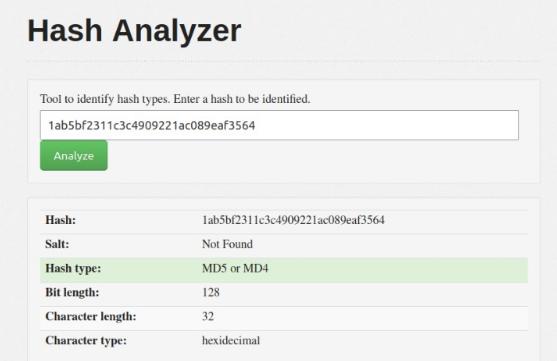 Hash Analyzer
Tool to identify hash types. Enter a hash to be identified.
1ab5bf2311c3c4909221ac089eaf3564
Analyze
Hash: 1ab5bf2311c3c4909221ac089eaf3564
Salt: Not Found
Hash type: MD5 or MD4
Bit length: 128
Character length: 32
Character type: hexidecimal